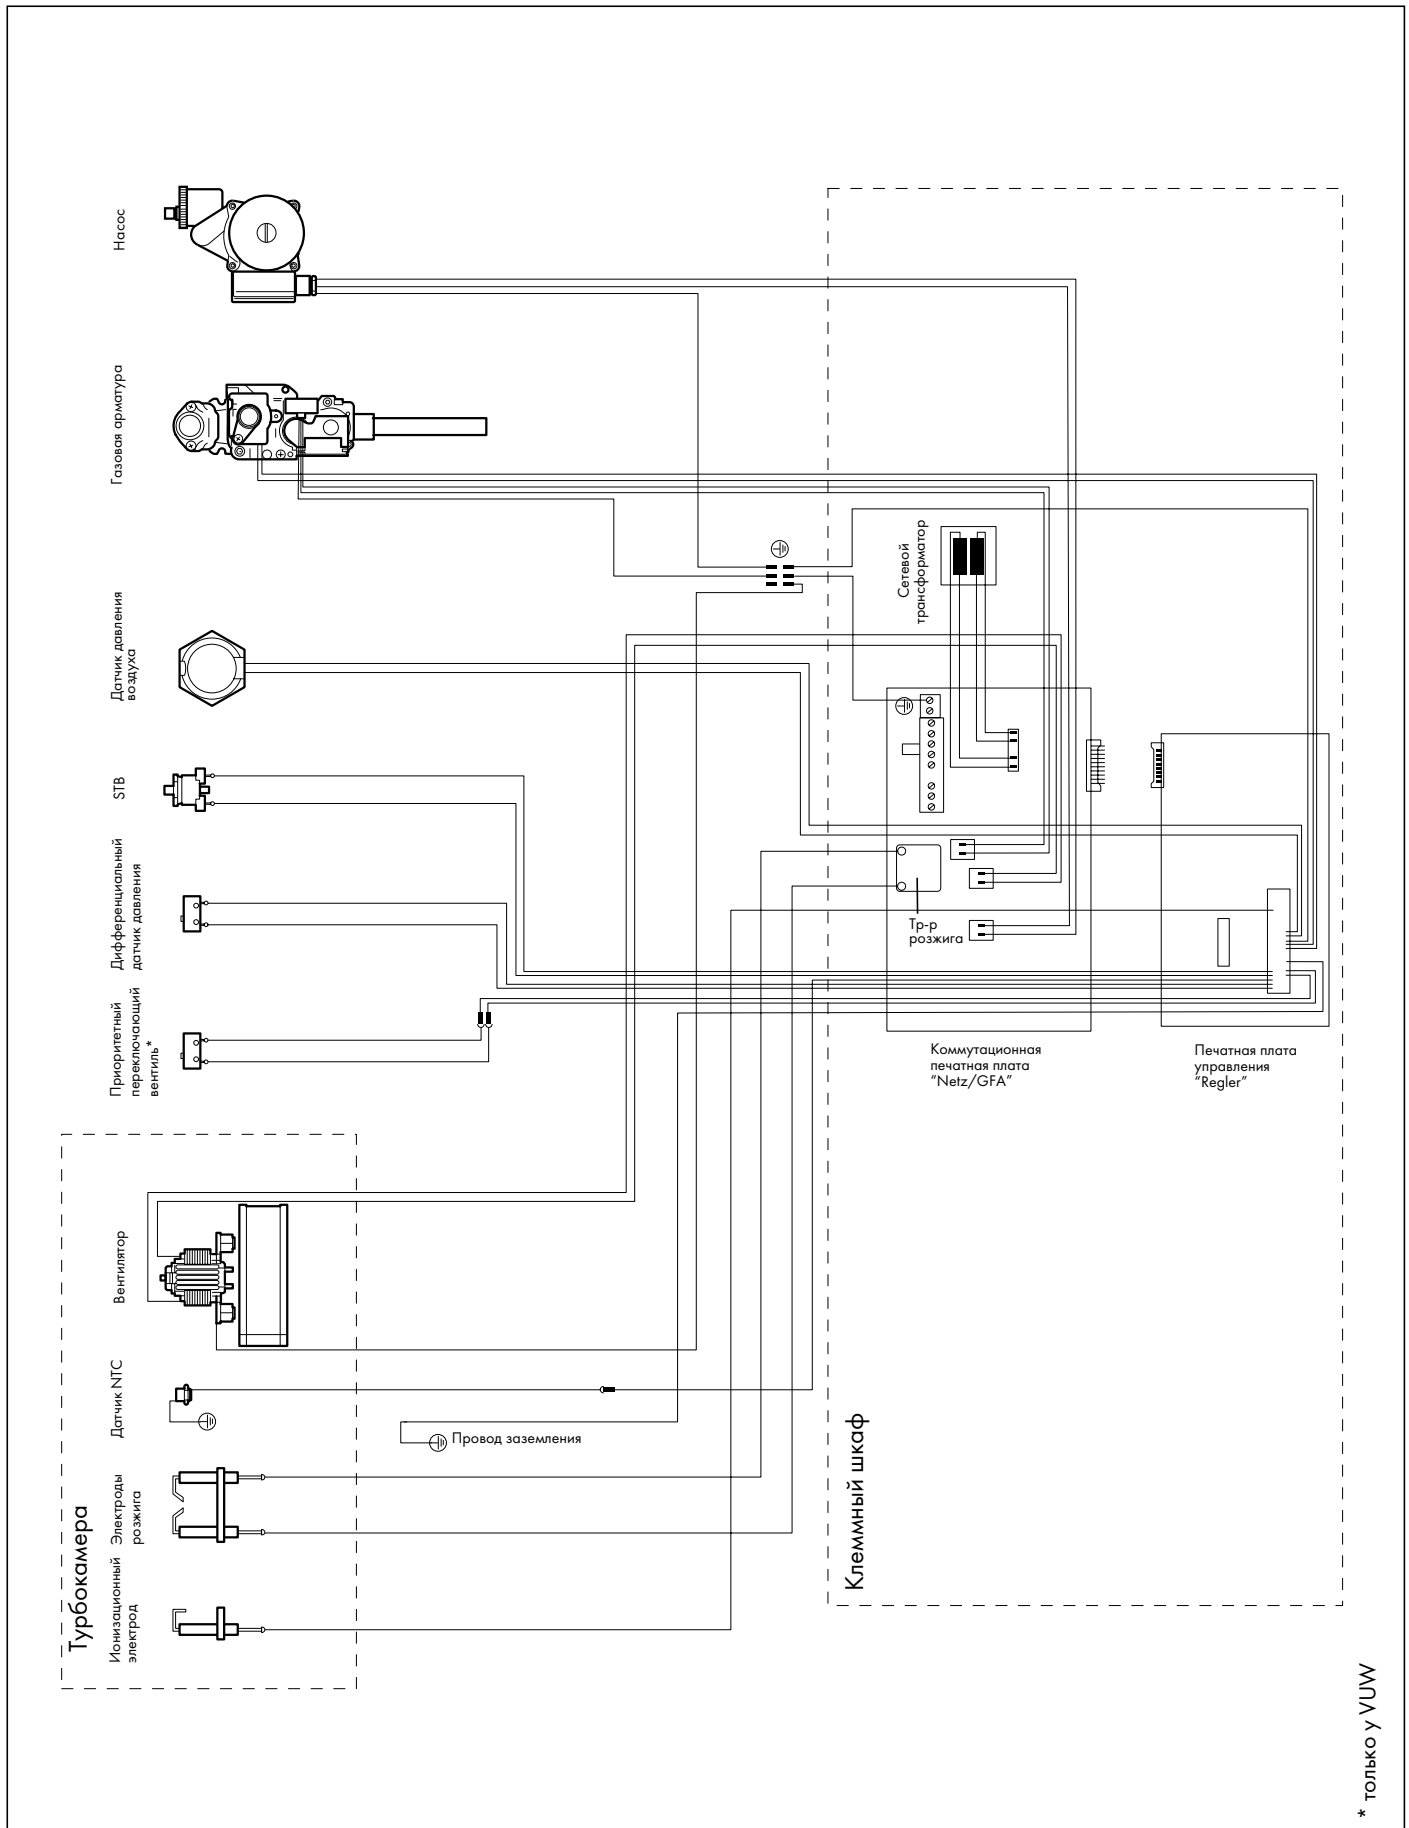 Насос
Газовая арматура
Датчик давления
воздуха
STB
Дифференциальный
датчик давления
Приоритетный
переключающий
вентиль*
Турбокамера
Вентилятор
Датчик NTC
Электроды
розжига
Ионизационный
электрод
Провод заземления
Клеммный шкаф
Сетевой
трансформатор
Тр-р
розжига
Коммутационная
печатная плата
“Netz/GFA”
Печатная плата
управления
“Regler”
* только у VUW